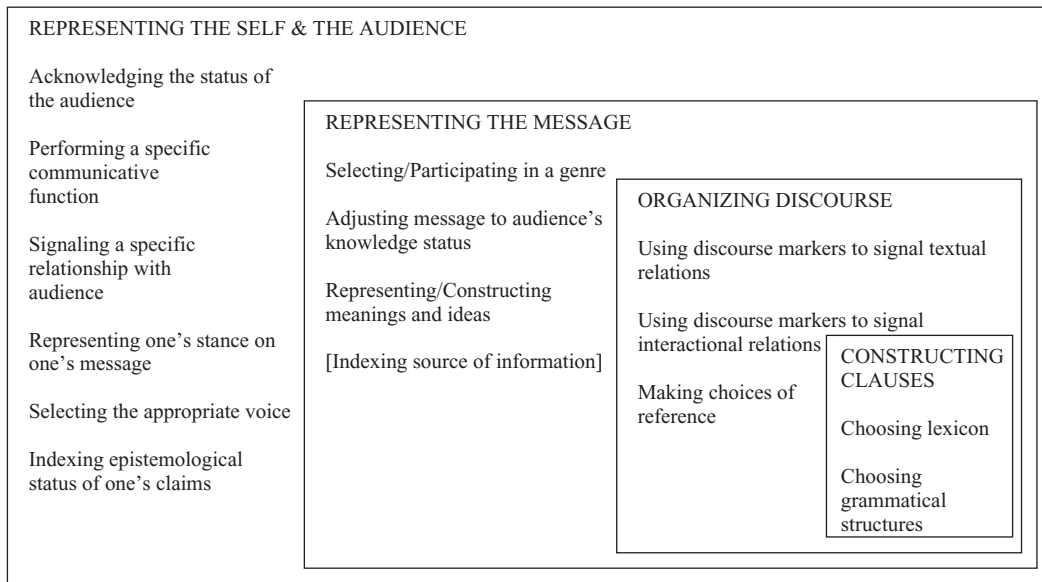 REPRESENTING THE SELF & THE AUDIENCE
Acknowledging the status of
the audience
Performing a specific
communicative
function
Signaling a specific
relationship with
audience
Representing one's stance on
one's message
Selecting the appropriate voice
Indexing epistemological
status of one's claims
REPRESENTING THE MESSAGE
Selecting/Participating in a genre
Adjusting message to audience's
knowledge status
Representing/Constructing
meanings and ideas
[Indexing source of information]
ORGANIZING DISCOURSE
Using discourse markers to signal textual
relations
Using discourse markers to signal
interactional relations
Making choices of
reference
CONSTRUCTING
CLAUSES
Choosing lexicon
Choosing
grammatical
structures